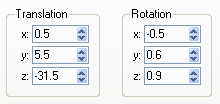 Translation
x: 0.5
y: 5.5
z: -31.5
Rotation
x: -0.5
y: 0.6
z: 0.9